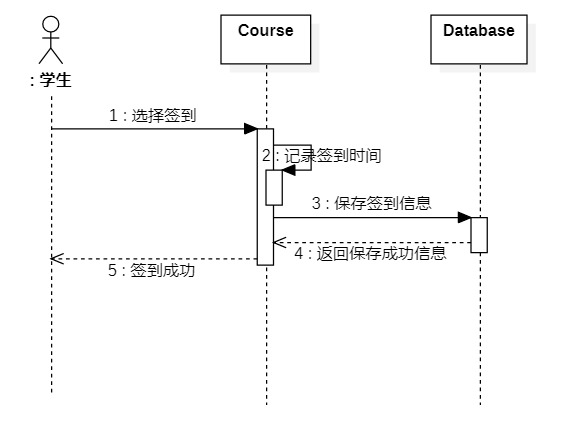 Course
Database
: 学生
1 : 选择签到
2 : 记录签到时间
3 : 保存签到信息
4 : 返回保存成功信息
5 : 签到成功